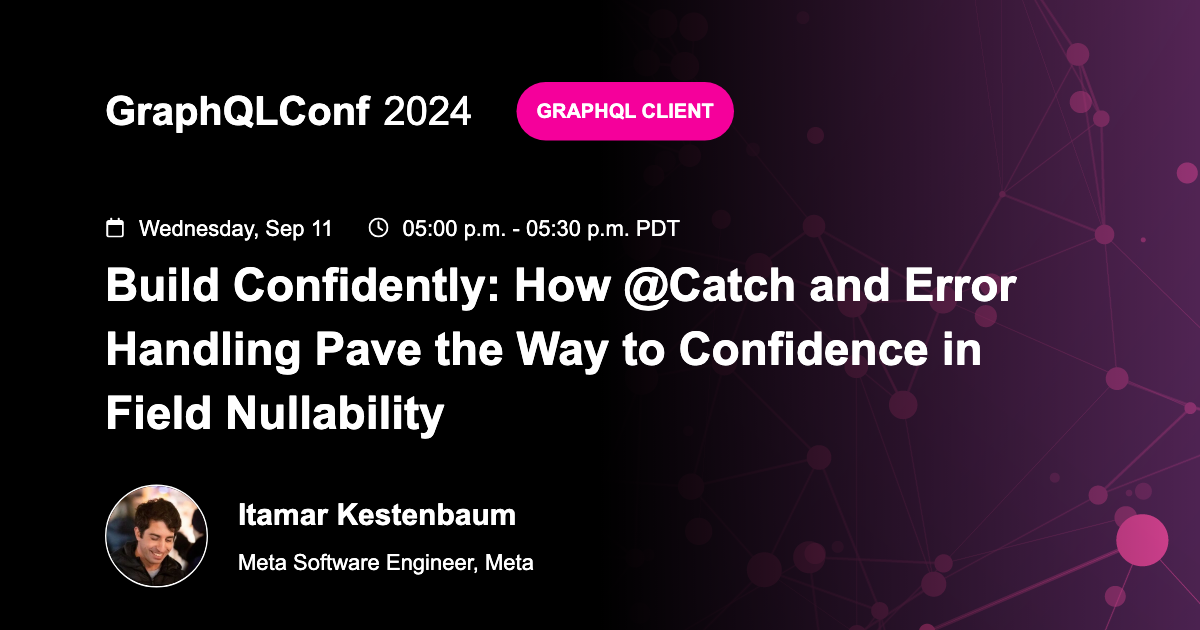 GraphQLConf 2024
GRAPHQL CLIENT
Wednesday, Sep 11 05:00 p.m. - 05:30 p.m. PDT
Build Confidently: How @Catch and Error
Handling Pave the Way to Confidence in
Field Nullability
Itamar Kestenbaum
Meta Software Engineer, Meta